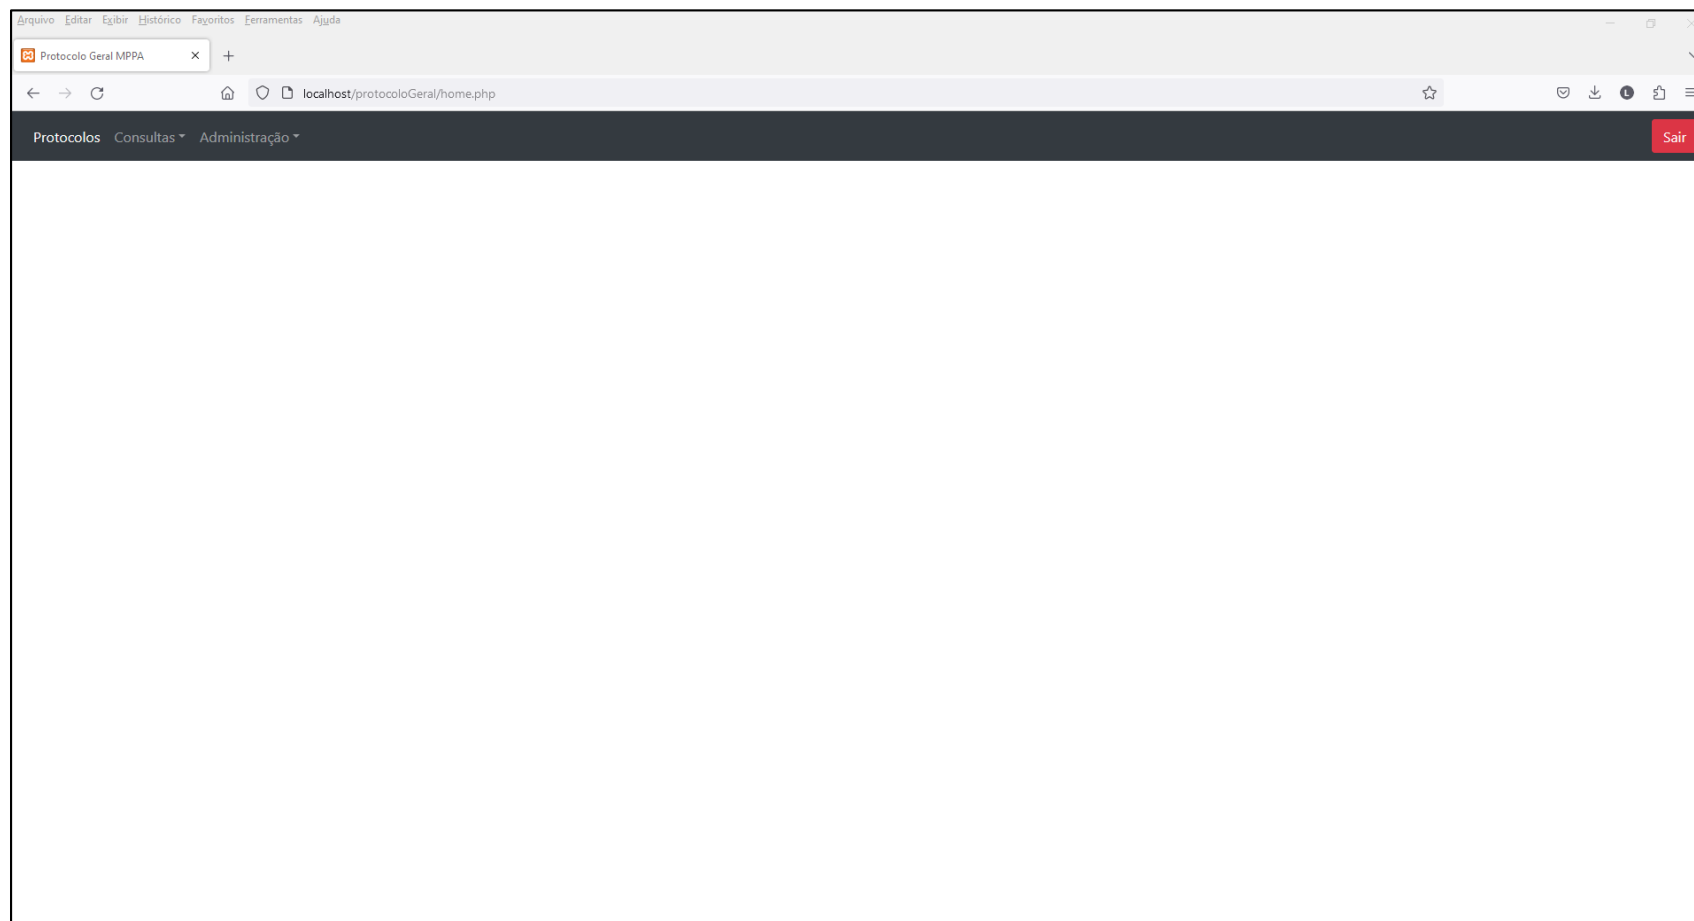 Arquivo Editar Exibir Histórico Favoritos Ferramentas Ajuda
Protocolo Geral MPPA
localhost/protocoloGeral/home.php
L
Protocolos Consultas Administração Sair